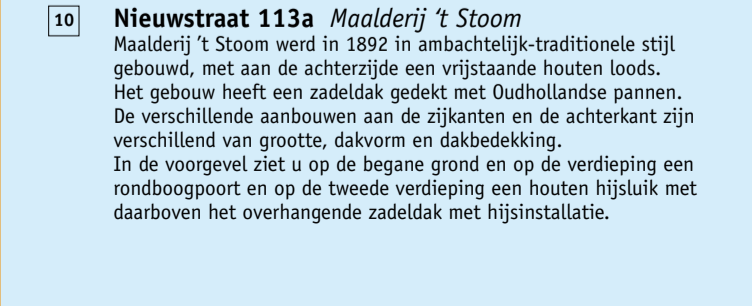 10 Nieuwstraat 113a Maalderij ‘t Stoom
Maalderij ’t Stoom werd in 1892 in ambachtelijk-traditionele stijl
gebouwd, met aan de achterzijde een vrijstaande houten loods.
Het gebouw heeft een zadeldak gedekt met Oudhollandse pannen.
De verschillende aanbouwen aan de zijkanten en de achterkant zijn
verschillend van grootte, dakvorm en dakbedekking.
In de voorgevel ziet u op de begane grond en op de verdieping een
rondboogpoort en op de tweede verdieping een houten hijsluik met
daarboven het overhangende zadeldak met hijsinstallatie.